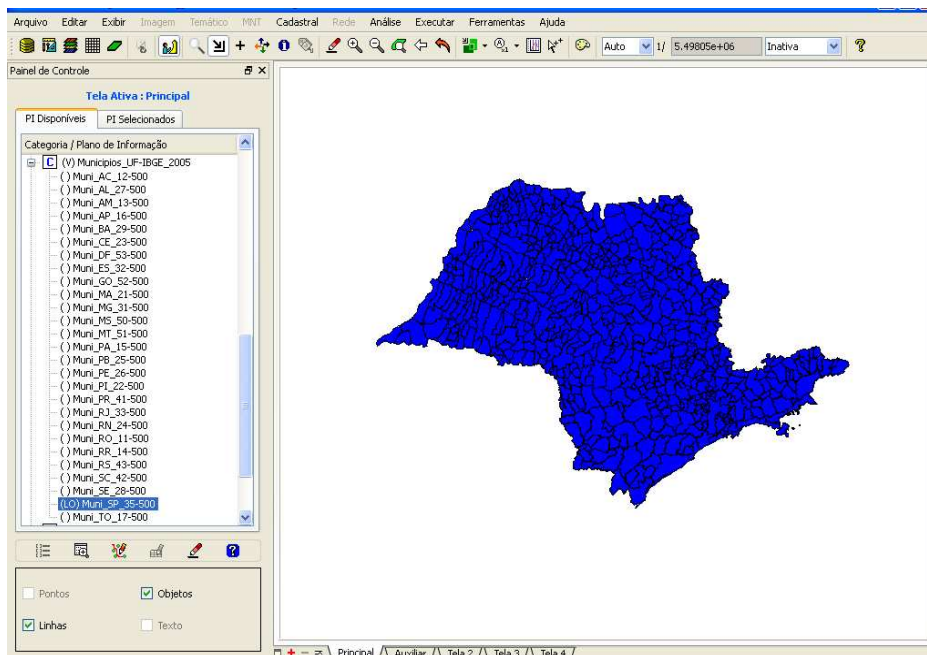 Arquivo Editar Exibir Imagem Temático MNT Cadastral Rede Análise Executar Ferramentas Ajuda
Auto 1/ 5.49805e+06 Inativa
Painel de Controle
Tela Ativa : Principal
PI Disponíveis PI Selecionados
Categoria / Plano de Informação
C (V) Municipios_UF-IBGE_2005
( ) Muni_AC_12-500
( ) Muni_AL_27-500
( ) Muni_AM_13-500
( ) Muni_AP_16-500
( ) Muni_BA_29-500
( ) Muni_CE_23-500
( ) Muni_DF_53-500
( ) Muni_ES_32-500
( ) Muni_GO_52-500
( ) Muni_MA_21-500
( ) Muni_MG_31-500
( ) Muni_MS_50-500
( ) Muni_MT_51-500
( ) Muni_PA_15-500
( ) Muni_PB_25-500
( ) Muni_PE_26-500
( ) Muni_PI_22-500
( ) Muni_PR_41-500
( ) Muni_RJ_33-500
( ) Muni_RN_24-500
( ) Muni_RO_11-500
( ) Muni_RR_14-500
( ) Muni_RS_43-500
( ) Muni_SC_42-500
( ) Muni_SE_28-500
(LO) Muni_SP_35-500
( ) Muni_TO_17-500
Pontos Objetos
Linhas Texto
Principal Auxiliar Tela 2 Tela 3 Tela 4